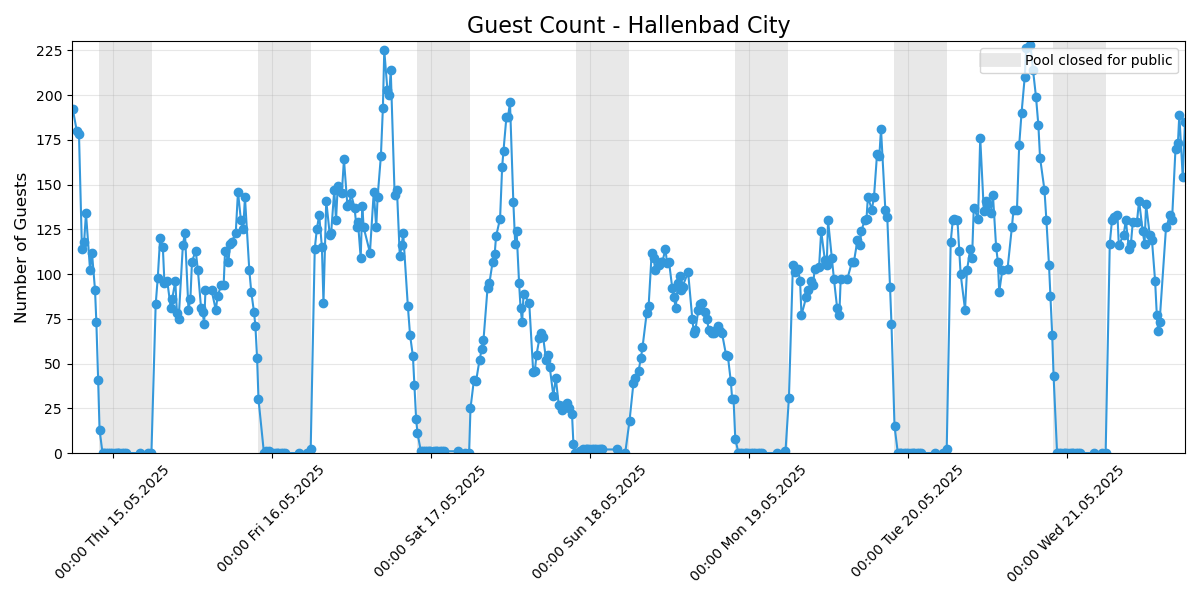 Guest Count - Hallenbad City
Pool closed for public
Number of Guests
225
200
175
150
125
100
75
50
25
0
00:00 Thu 15.05.2025
00:00 Fri 16.05.2025
00:00 Sat 17.05.2025
00:00 Sun 18.05.2025
00:00 Mon 19.05.2025
00:00 Tue 20.05.2025
00:00 Wed 21.05.2025